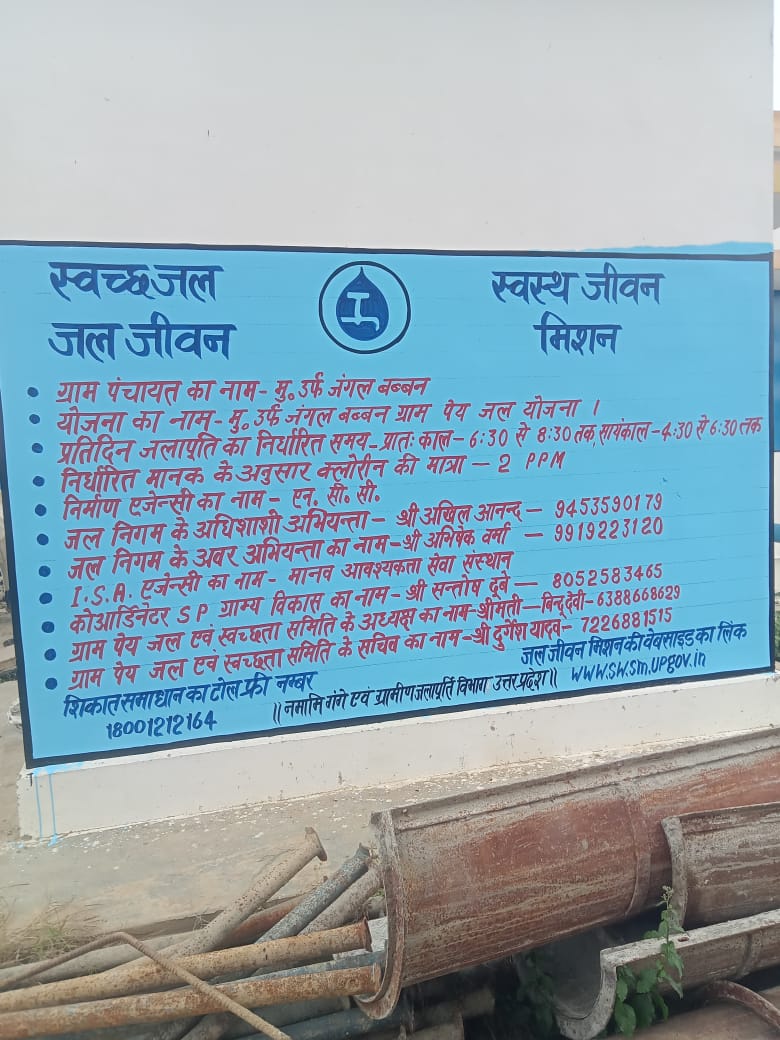 स्वच्छ जल
स्वस्थ जीवन
जल जीवन
मिशन
• ग्राम पंचायत का नाम - मु० उर्फ जंगल बब्बन
• योजना का नाम - मु० उर्फ जंगल बब्बन ग्राम पेय जल योजना ।
• प्रतिदिन जलापूति का निर्धारित समय - प्रातः काल - 6:30 से 8:30 तक, सायंकाल - 4:30 से 6:30 तक
• निर्धारित मानक के अनुसार क्लोरीन की मात्रा - 2 PPM
• निर्माण एजेन्सी का नाम - एन. सी. सी.
• जल निगम के अधिशाशी अभियन्ता - श्री अखिल आनन्द - 9453590179
• जल निगम के अवर अभियन्ता का नाम - श्री अभिषेक वर्मा - 9919223120
• I.S.A. एजेन्सी का नाम - मानव आवश्यकता सेवा संस्थान
• कोआर्डिनेटर SP ग्राम्य विकास का नाम - श्री सन्तोष दूबे - 8052583465
• ग्राम पेय जल एवं स्वच्छता समिति के अध्यक्ष का नाम - श्रीमती - बिन्दु देवी - 6388668629
• ग्राम पेय जल एवं स्वच्छता समिति के सचिव का नाम - श्री दुर्गेश यादव - 7226881515
शिकात समाधान का टोल फ्री नम्बर
18001212164
॥ नमामि गंगे एवं ग्रामीण जलापूर्ति विभाग उत्तर प्रदेश ॥
जल जीवन मिशन की वेबसाइड का लिंक
www.sw.sm.upgov.in